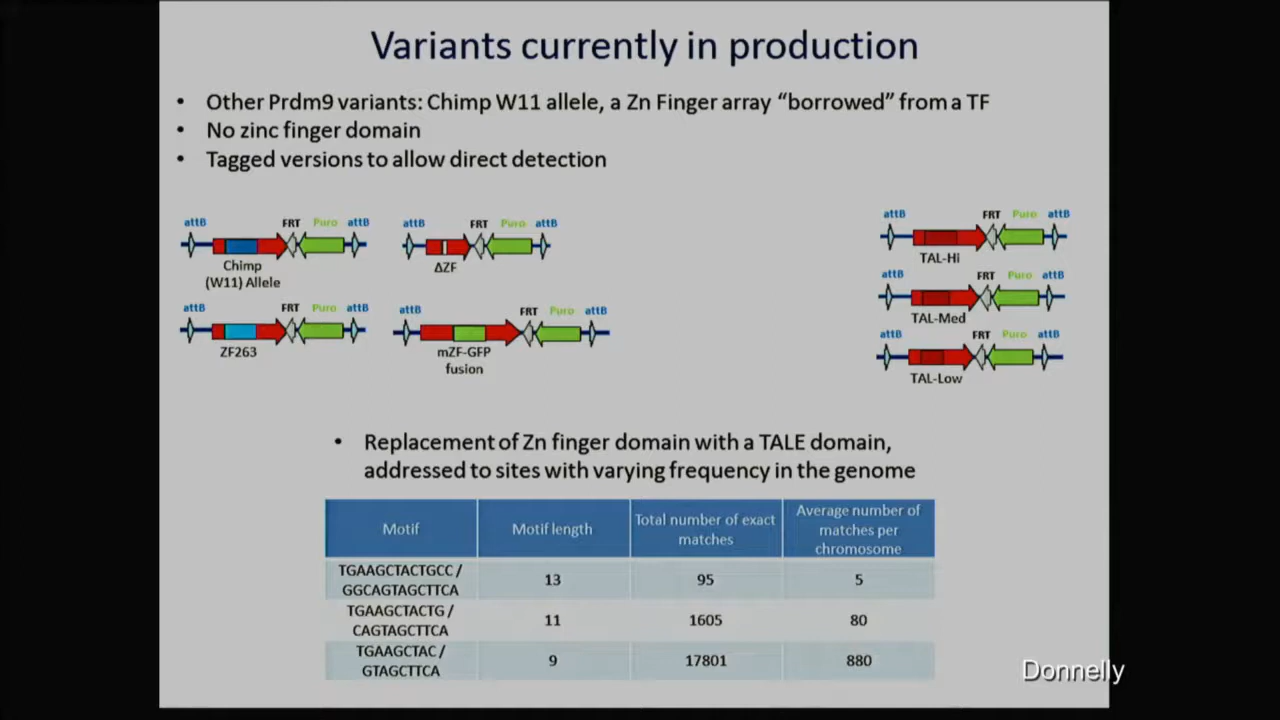 Variants currently in production
• Other Prdm9 variants: Chimp W11 allele, a Zn Finger array “borrowed” from a TF
• No zinc finger domain
• Tagged versions to allow direct detection
attB FRT Puro attB
Chimp
(W11) Allele
attB FRT Puro attB
ΔZF
attB FRT Puro attB
ZF263
attB FRT Puro attB
mZF-GFP
fusion
attB FRT Puro attB
TAL-Hi
attB FRT Puro attB
TAL-Med
attB FRT Puro attB
TAL-Low
• Replacement of Zn finger domain with a TALE domain,
addressed to sites with varying frequency in the genome
Motif
Motif length
Total number of exact
matches
Average number of
matches per
chromosome
TGAAGCTACTGCC /
GGCAGTAGCTTCA
13
95
5
TGAAGCTACTG /
CAGTAGCTTCA
11
1605
80
TGAAGCTAC /
GTAGCTTCA
9
17801
880
Donnelly